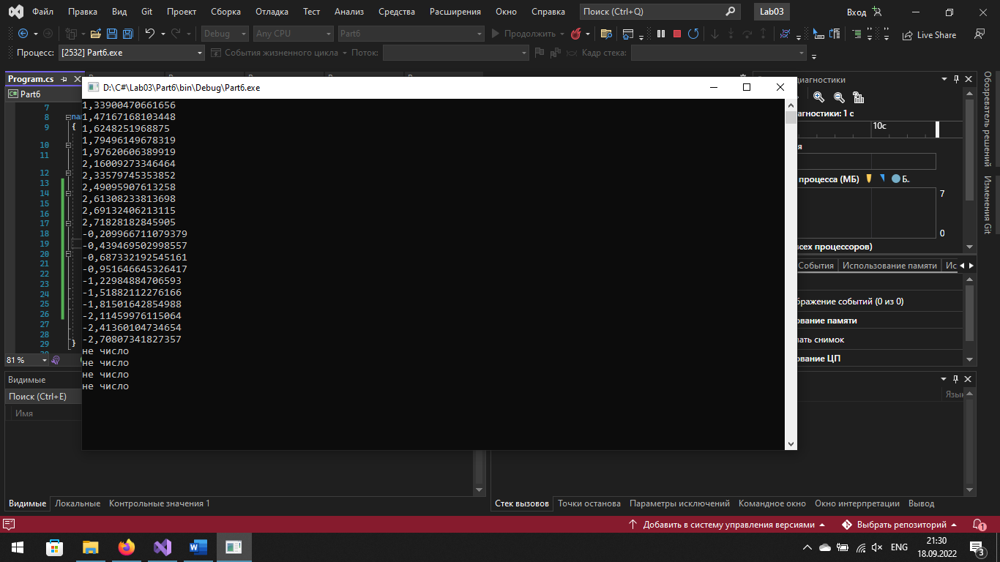 Файл Правка Вид Git Проект Сборка Отладка Тест Анализ Средства Расширения Окно Справка Поиск (Ctrl+Q) Lab03 Вход
Debug Any CPU Part6 Продолжить Live Share
Процесс: [2532] Part6.exe События жизненного цикла Поток: Кадр стека:
Program.cs
Part6
D:\C#\Lab03\Part6\bin\Debug\Part6.exe
1,33900470661656
1,47167168103448
1,6248251968875
1,79496149678319
1,97620606389919
2,16009273346464
2,33579745353852
2,49095907613258
2,61308233813698
2,69132406213115
2,71828182845905
-0,209966711079379
-0,439469502998557
-0,687332192545161
-0,951646645326417
-1,22984884706593
-1,51882112276166
-1,81501642854988
-2,11459976115064
-2,41360104734654
-2,70807341827357
не число
не число
не число
не число
7
8
9 {
10
11
12
13
14
15
16
17
18
19
20
21
22
23
24
25
26
27
28
29 }
81 %
диагностики
агностики: 1 с
10с
процесса (МБ) Б..
7
0
всех процессоров)
События Использование памяти Ис
бражение событий (0 из 0)
ование памяти
лать снимок
ование ЦП
Обозреватель решений
Изменения Git
Видимые
Поиск (Ctrl+E)
Имя
Язы
Видимые Локальные Контрольные значения 1
Стек вызовов Точки останова Параметры исключений Командное окно Окно интерпретации Вывод
Добавить в систему управления версиями Выбрать репозиторий 1
ENG 21:30
18.09.2022 3